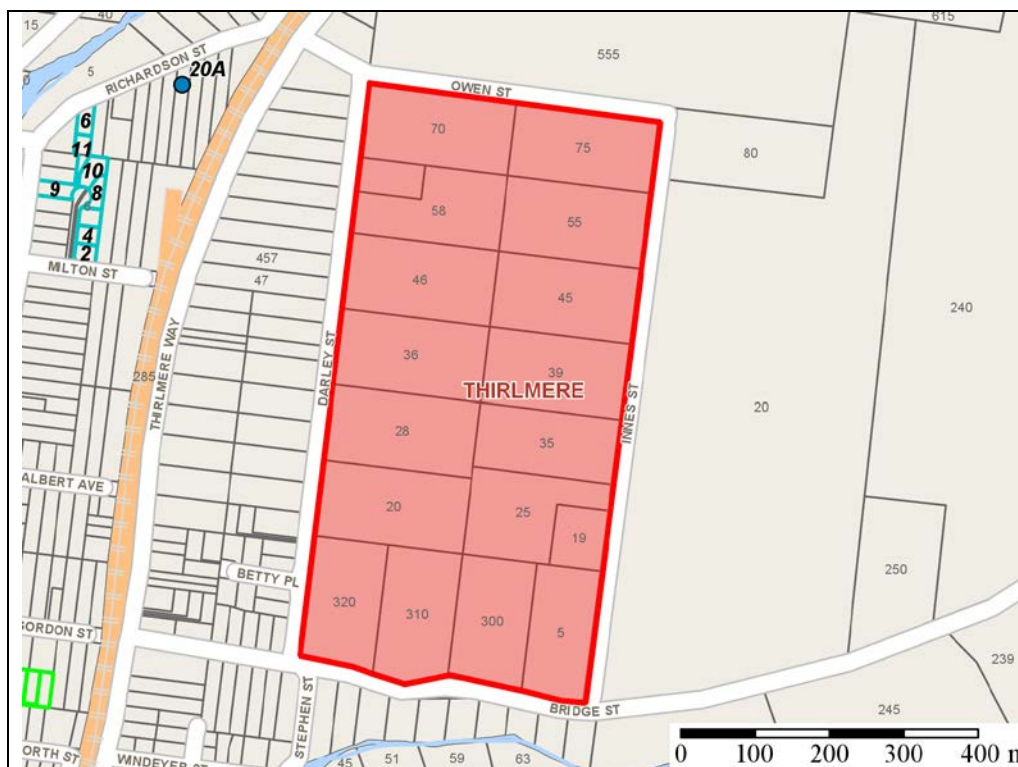 15
40
615
5
RICHARDSON ST
20A
555
OWEN ST
6
70
75
80
11
10
9
8
58
55
4
2
MILTON ST
457
47
46
45
240
THIRLMERE WAY
DARLEY ST
36
39
THIRLMERE
285
20
INNES ST
28
35
ALBERT AVE
20
25
19
BETTY PL
250
320
310
300
5
GORDON ST
239
BRIDGE ST
245
STEPHEN ST
WINDEYER ST
45
51
59
63
0 100 200 300 400 m